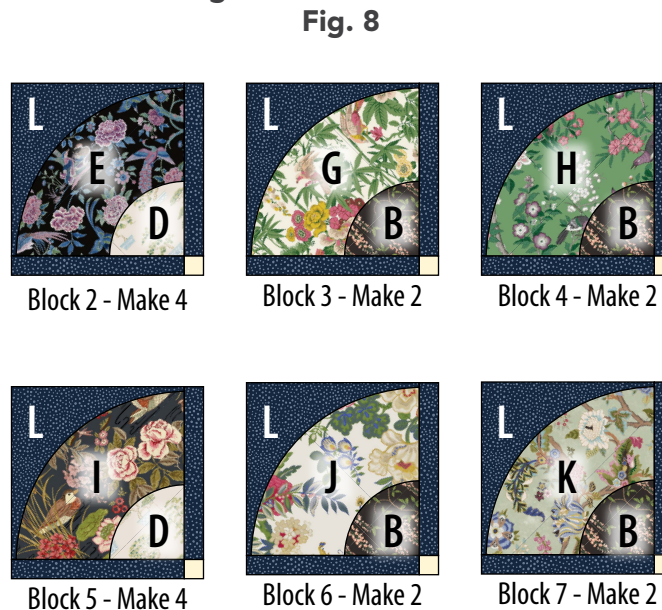 Fig. 8
L
L
L
E
G
H
D
B
B
Block 2 - Make 4
Block 3 - Make 2
Block 4 - Make 2
L
L
L
I
J
K
D
B
B
Block 5 - Make 4
Block 6 - Make 2
Block 7 - Make 2